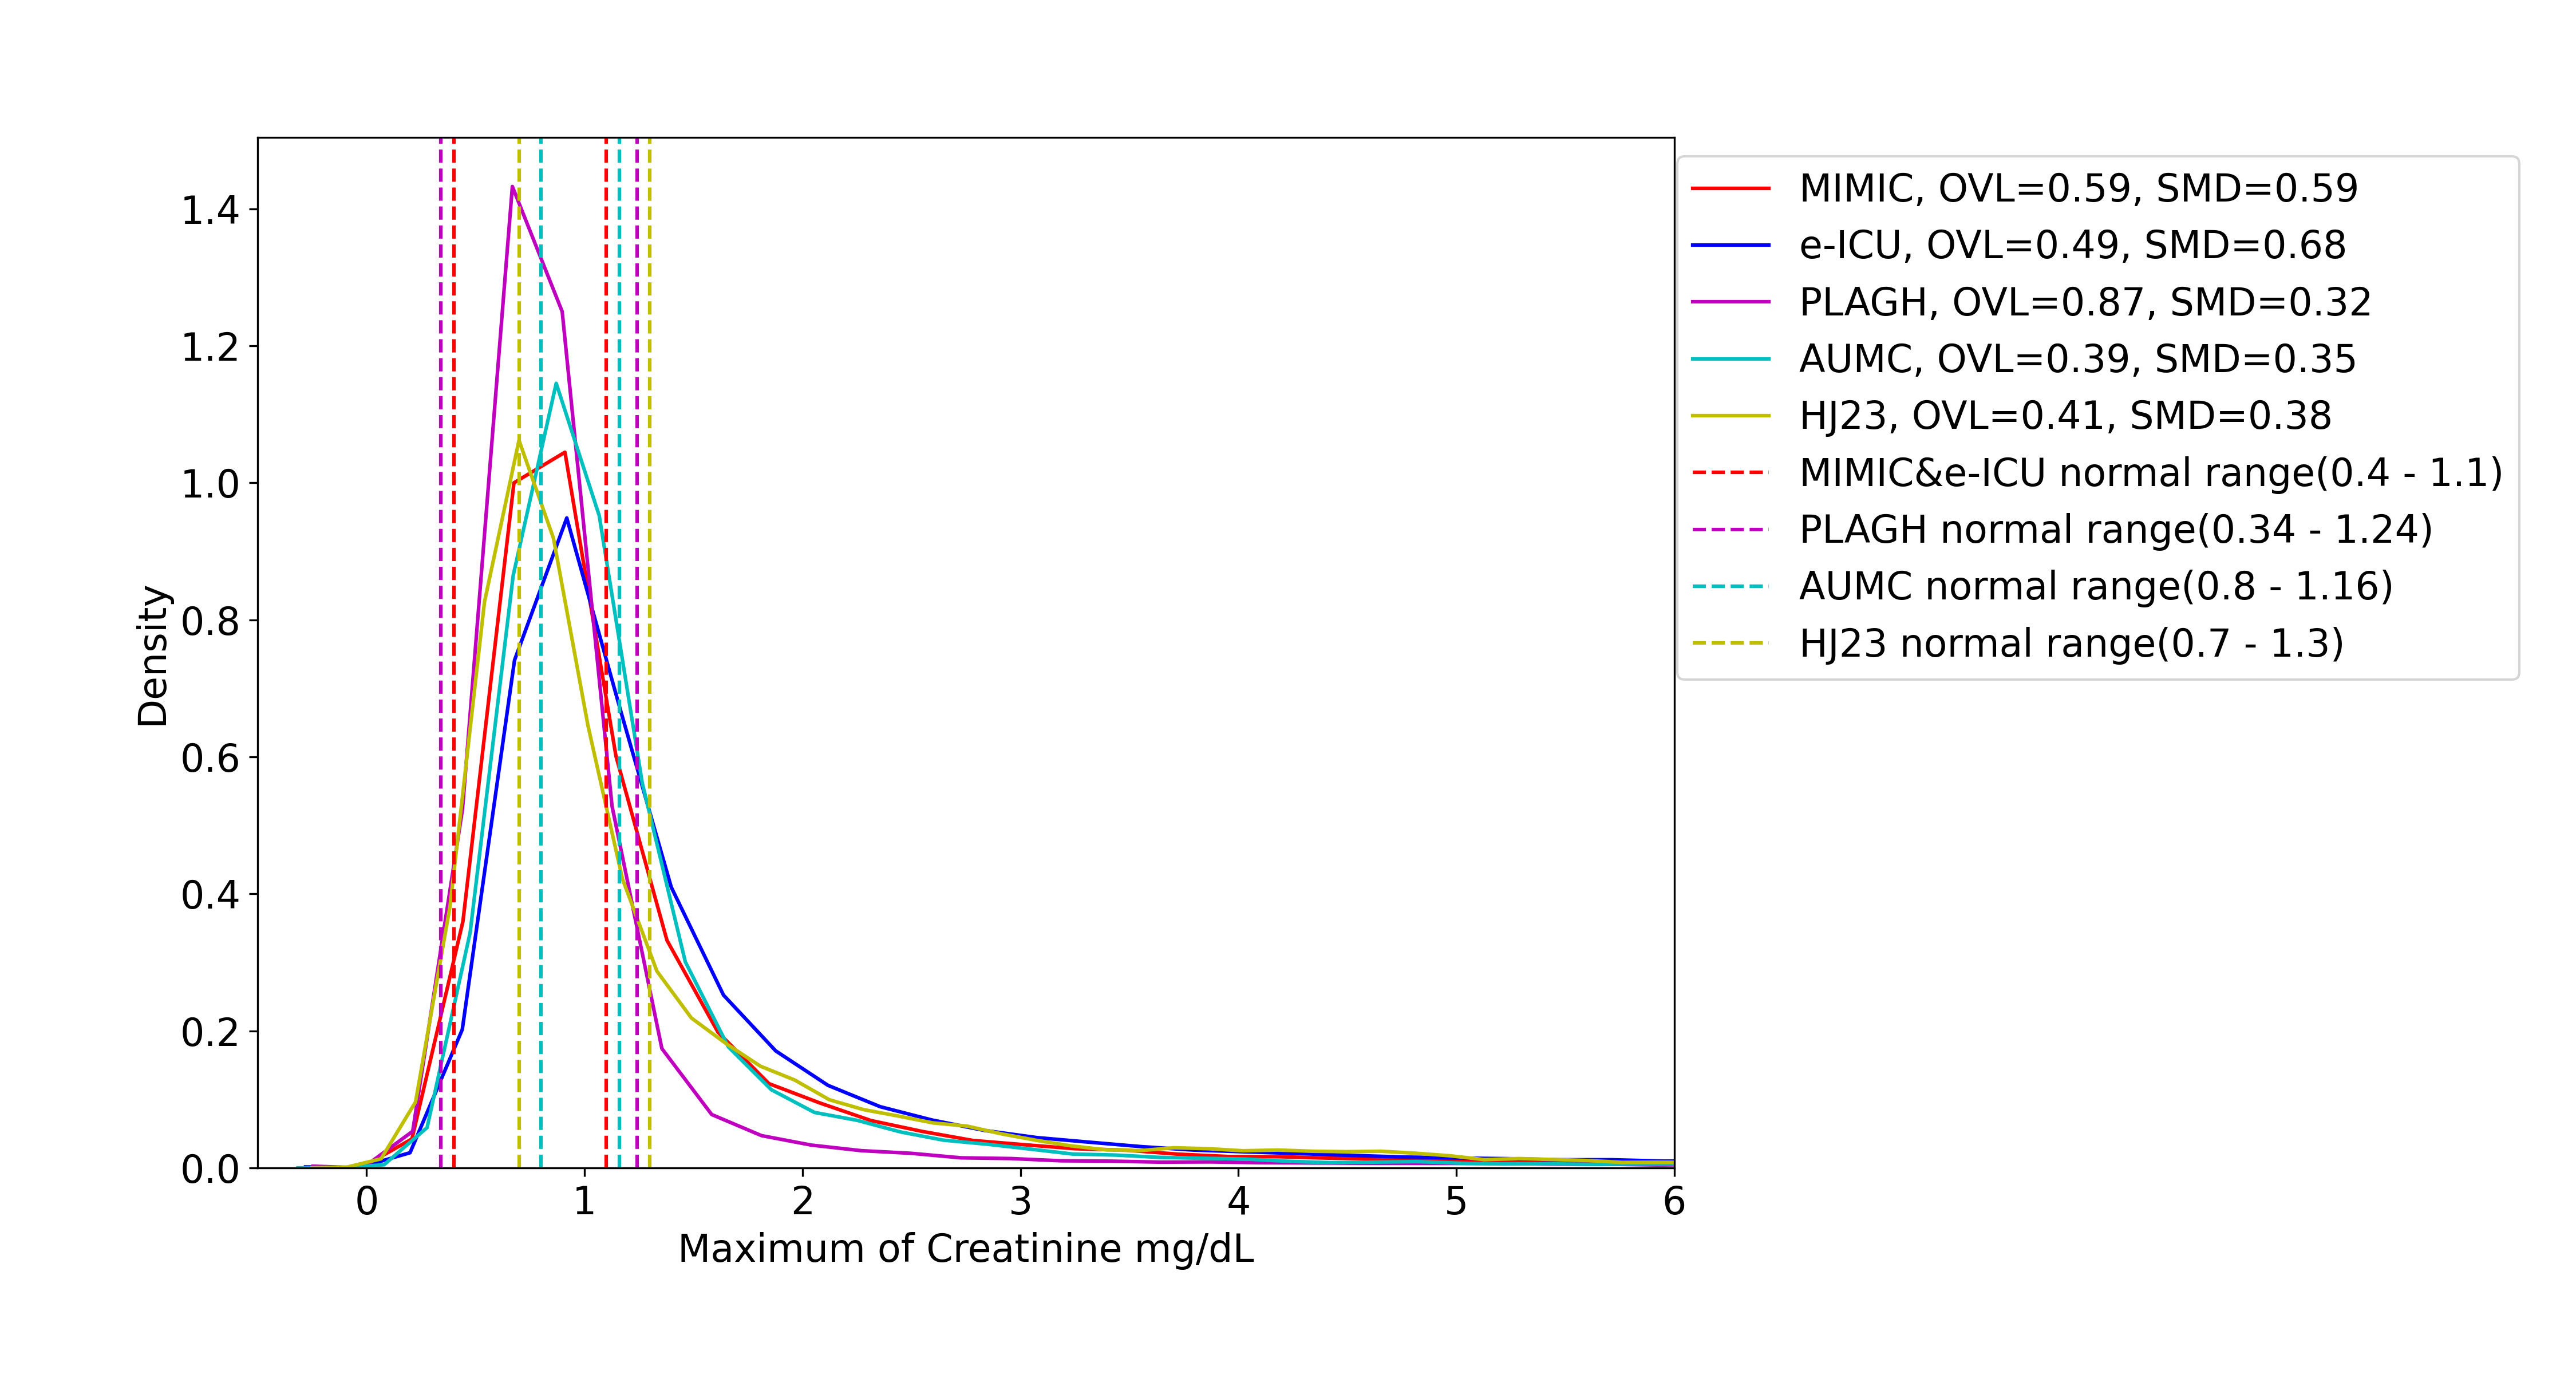 1.4
1.2
1.0
0.8
0.6
0.4
0.2
0.0
Density
0 1 2 3 4 5 6
Maximum of Creatinine mg/dL
MIMIC, OVL=0.59, SMD=0.59
e-ICU, OVL=0.49, SMD=0.68
PLAGH, OVL=0.87, SMD=0.32
AUMC, OVL=0.39, SMD=0.35
HJ23, OVL=0.41, SMD=0.38
MIMIC&e-ICU normal range(0.4 - 1.1)
PLAGH normal range(0.34 - 1.24)
AUMC normal range(0.8 - 1.16)
HJ23 normal range(0.7 - 1.3)